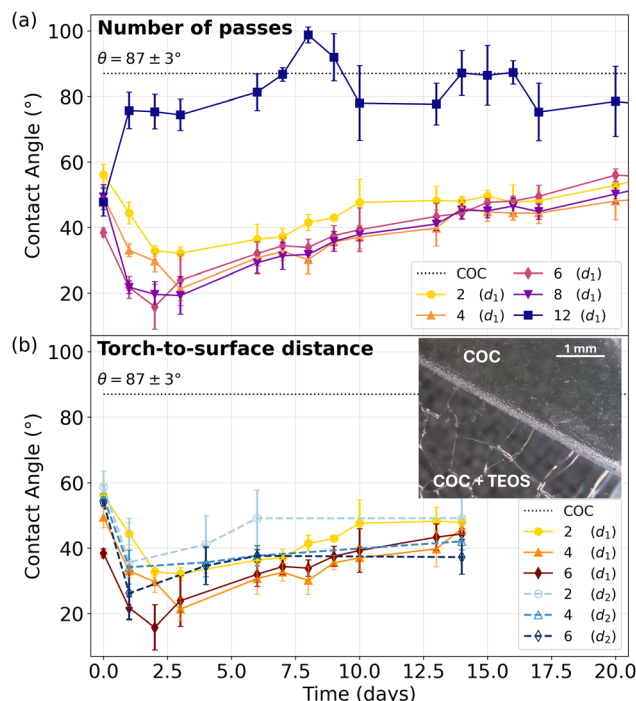 (a)
Number of passes
θ = 87 ± 3°
Contact Angle (°)
100
80
60
40
20
COC
2 (d₁)
4 (d₁)
6 (d₁)
8 (d₁)
12 (d₁)
(b)
Torch-to-surface distance
θ = 87 ± 3°
Contact Angle (°)
100
80
60
40
20
COC
1 mm
COC + TEOS
COC
2 (d₁)
4 (d₁)
6 (d₁)
2 (d₂)
4 (d₂)
6 (d₂)
0.0 2.5 5.0 7.5 10.0 12.5 15.0 17.5 20.0
Time (days)